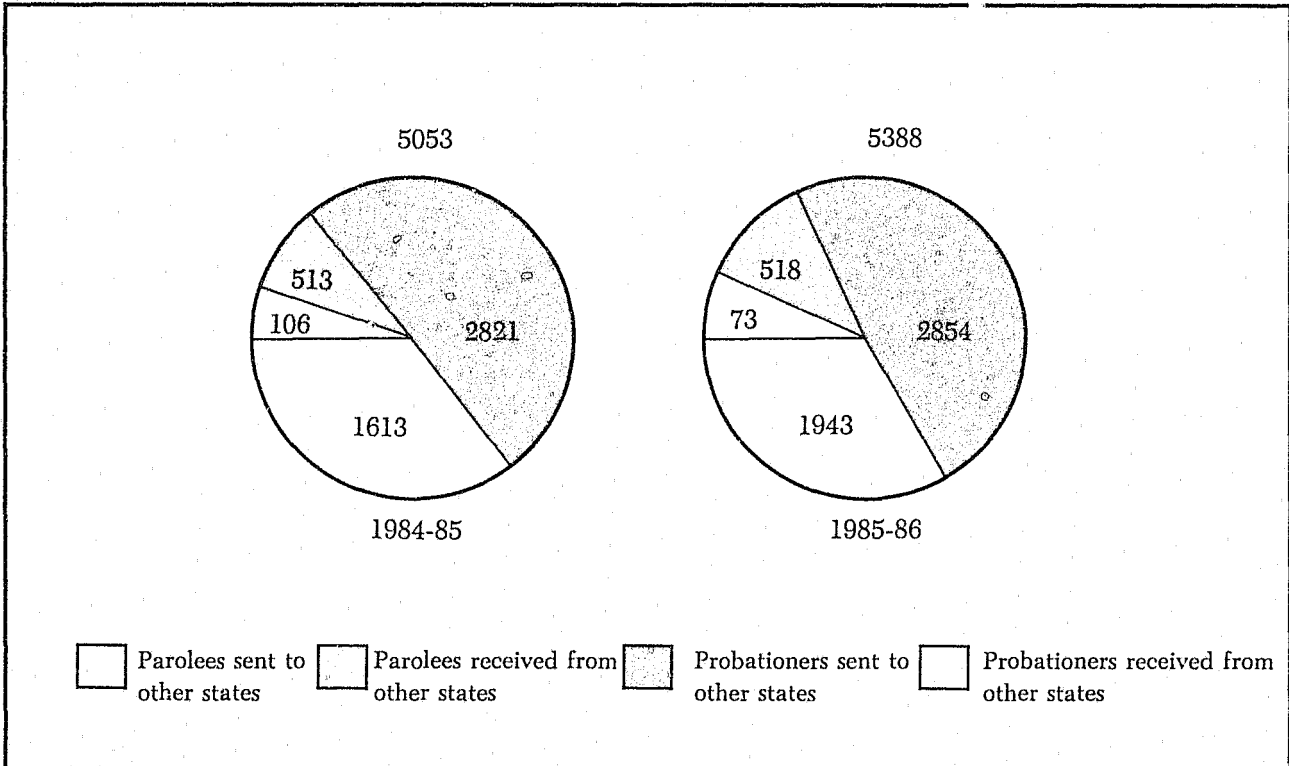 5053
5388
513
106
2821
1613
518
73
2854
1943
1984-85
1985-86
Parolees sent to
other states
Parolees received from
other states
Probationers sent to
other states
Probationers received from
other states